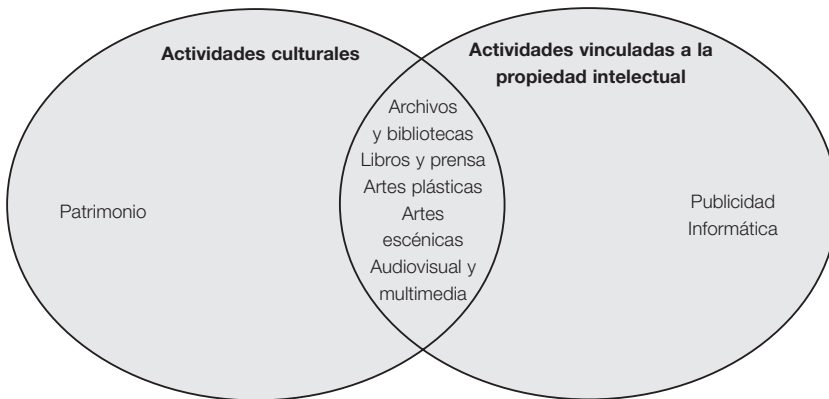 Actividades culturales
Actividades vinculadas a la
propiedad intelectual
Archivos
y bibliotecas
Libros y prensa
Artes plásticas
Artes
escénicas
Audiovisual y
multimedia
Patrimonio
Publicidad
Informática